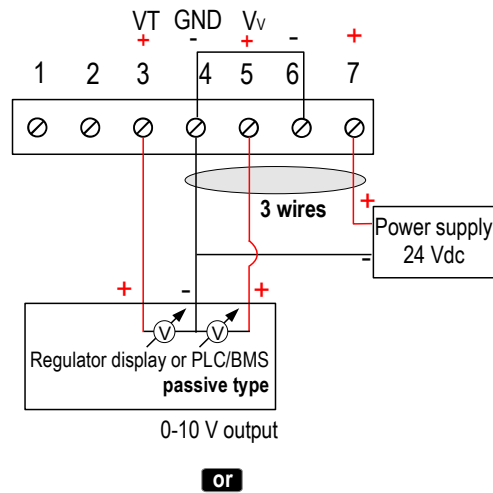 VT GND Vv
+ - + - +
1 2 3 4 5 6 7
3 wires
+
Power supply
24 Vdc
-
+ - +
V V
Regulator display or PLC/BMS
passive type
0-10 V output
or